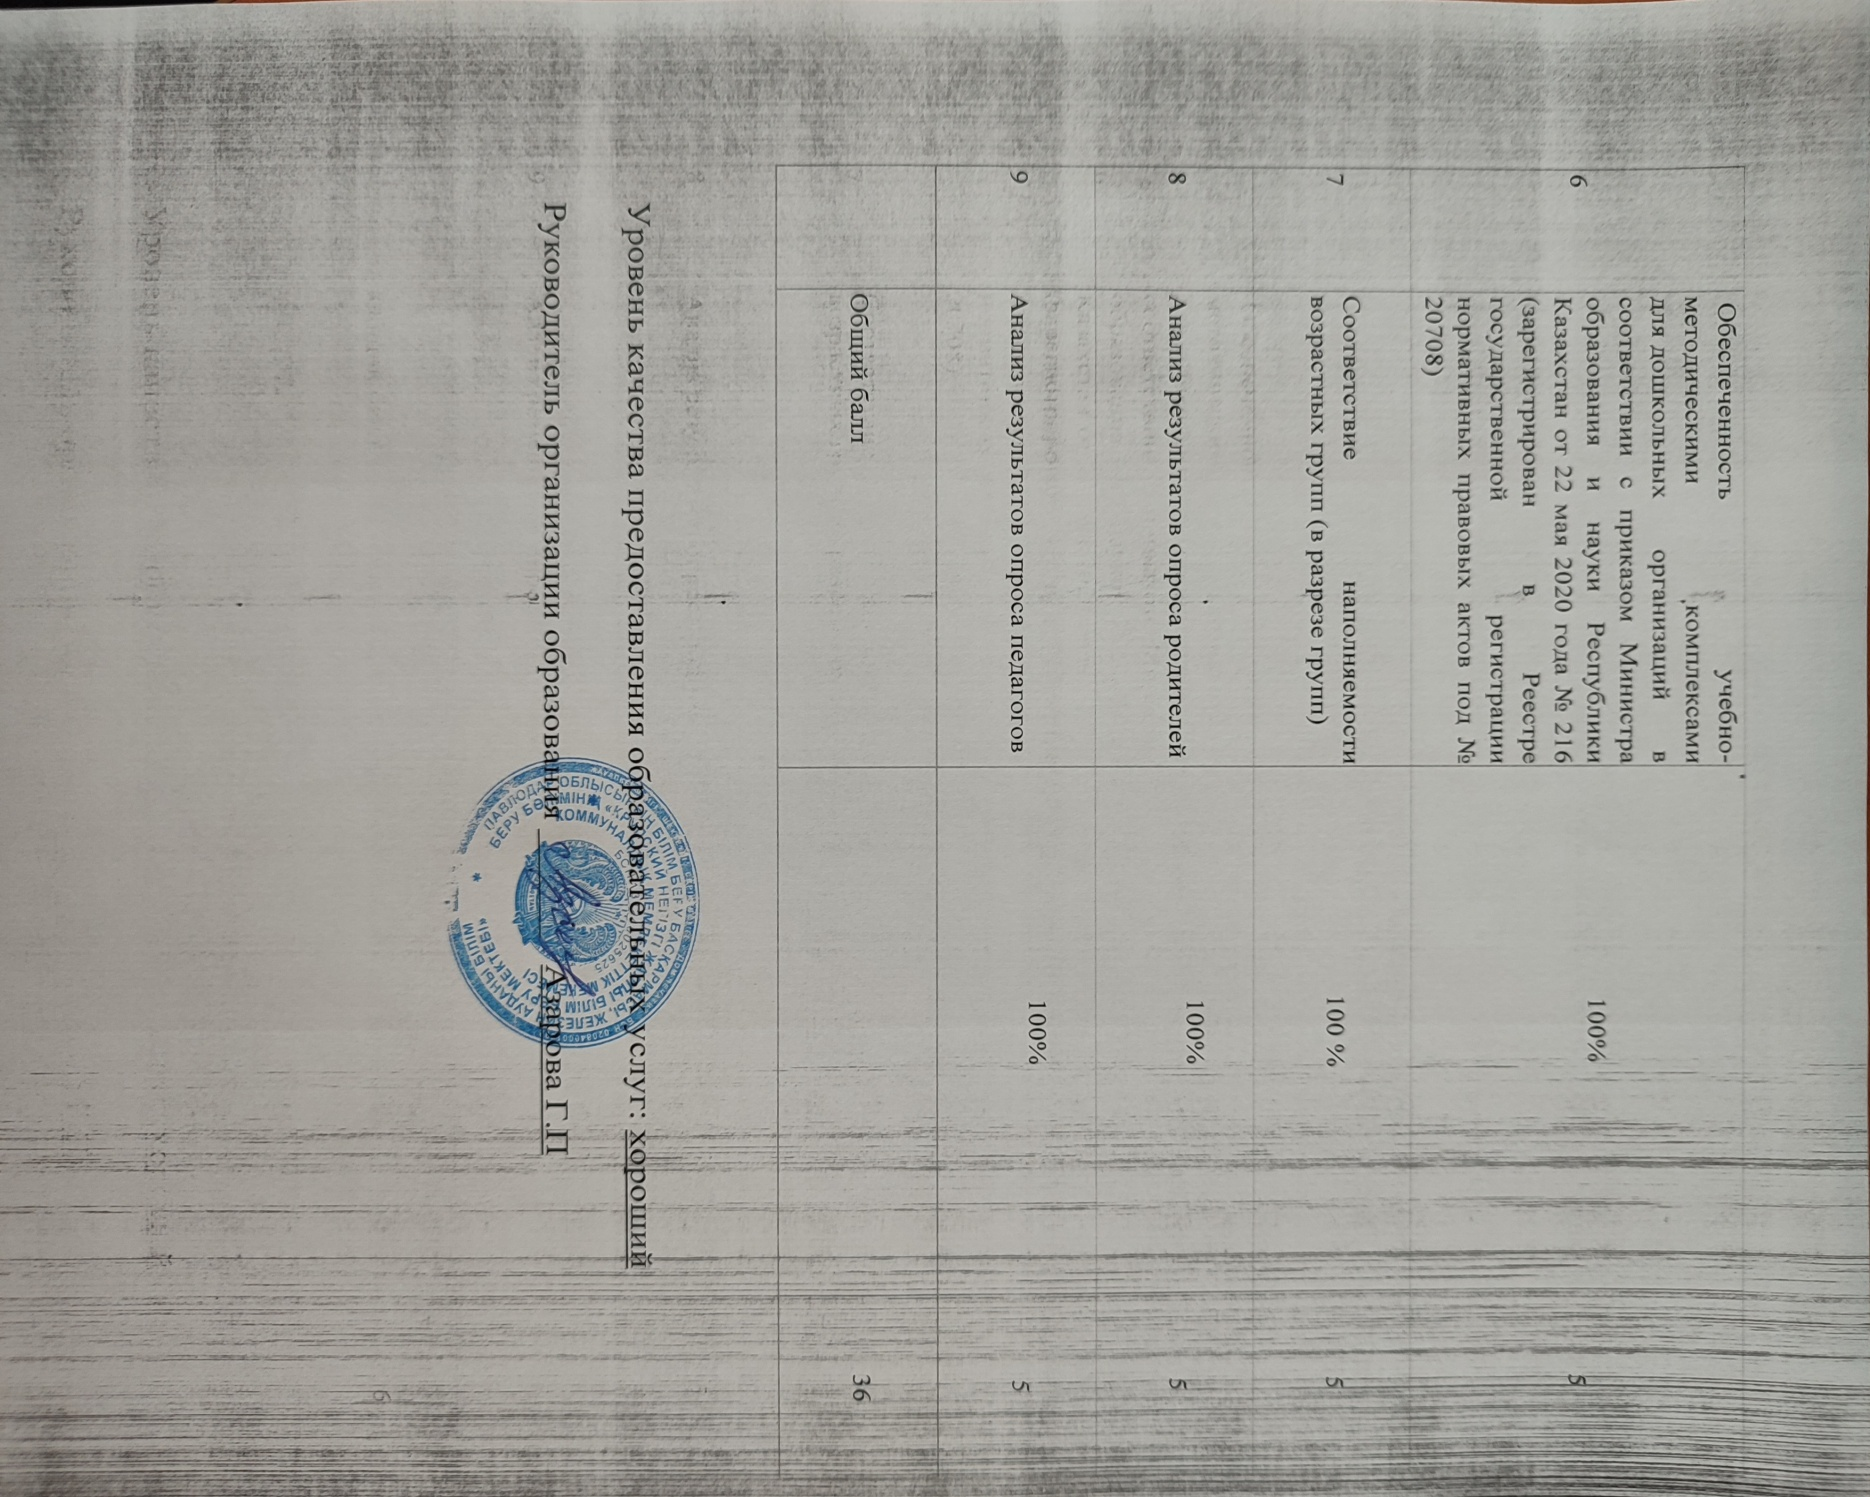 6
Обеспеченность учебно-
методическими комплексами
для дошкольных организаций в
соответствии с приказом Министра
образования и науки Республики
Казахстан от 22 мая 2020 года № 216
(зарегистрирован в Реестре
государственной регистрации
нормативных правовых актов под №
20708)
100%
5
7
Соответствие наполняемости
возрастных групп (в разрезе групп)
100 %
5
8
Анализ результатов опроса родителей
100%
5
9
Анализ результатов опроса педагогов
100%
5
Общий балл
36
Уровень качества предоставления образовательных услуг: хороший
Руководитель организации образования Азарова Г.П